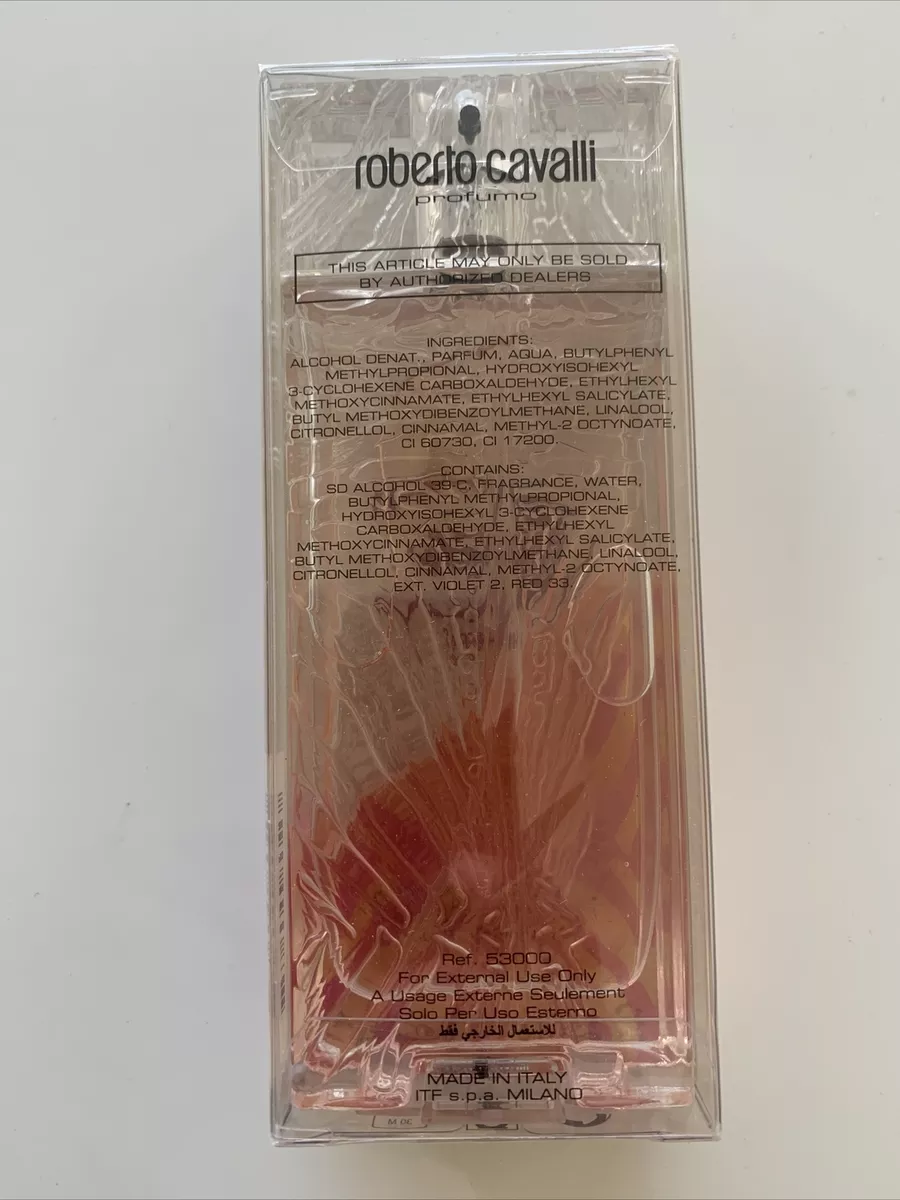 roberto cavalli
profumo
THIS ARTICLE MAY ONLY BE SOLD
BY AUTHORIZED DEALERS
INGREDIENTS:
ALCOHOL DENAT., PARFUM, AQUA, BUTYLPHENYL
METHYLPROPIONAL, HYDROXYISOHEXYL
3-CYCLOHEXENE CARBOXALDEHYDE, ETHYLHEXYL
METHOXYCINNAMATE, ETHYLHEXYL SALICYLATE,
BUTYL METHOXYDIBENZOYLMETHANE, LINALOOL,
CITRONELLOL, CINNAMAL, METHYL-2 OCTYNOATE,
CI 60730, CI 17200.
CONTAINS:
SD ALCOHOL 39-C, FRAGRANCE, WATER,
BUTYLPHENYL METHYLPROPIONAL,
HYDROXYISOHEXYL 3-CYCLOHEXENE
CARBOXALDEHYDE, ETHYLHEXYL
METHOXYCINNAMATE, ETHYLHEXYL SALICYLATE,
BUTYL METHOXYDIBENZOYLMETHANE, LINALOOL,
CITRONELLOL, CINNAMAL, METHYL-2 OCTYNOATE,
EXT. VIOLET 2, RED 33.
Ref. 53000
For External Use Only
A Usage Externe Seulement
Solo Per Uso Esterno
للاستعمال الخارجي فقط
MADE IN ITALY
ITF s.p.a. MILANO